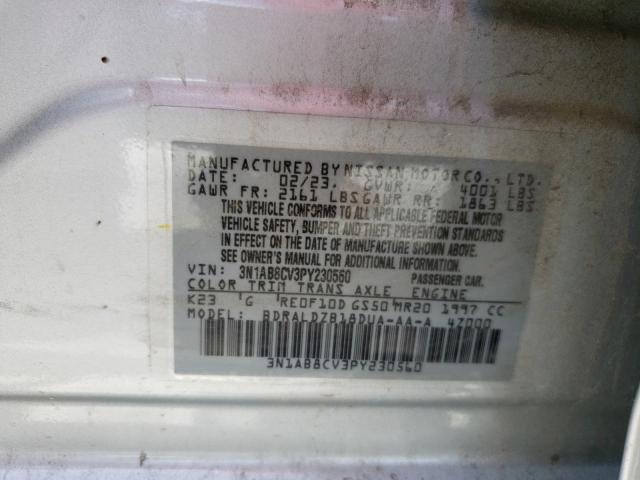 MANUFACTURED BY NISSAN MOTOR CO., LTD.
DATE: 02/23. GVWR: 4001 LBS
GAWR FR: 2161 LBS GAWR RR: 1863 LBS
THIS VEHICLE CONFORMS TO ALL APPLICABLE FEDERAL MOTOR
VEHICLE SAFETY, BUMPER AND THEFT PREVENTION STANDARDS
IN EFFECT ON THE DATE OF MANUFACTURE SHOWN ABOVE.
SEE OWNER'S MANUAL FOR ADDITIONAL INFORMATION
VIN: 3N1AB8CV3PY230560 PASSENGER CAR.
COLOR TRIM TRANS AXLE ENGINE
K23 G RE0F10D GS50 MR20 1997 CC
MODEL: BDRALDZB18DUA-AA-A 47000
3N1AB8CV3PY230560